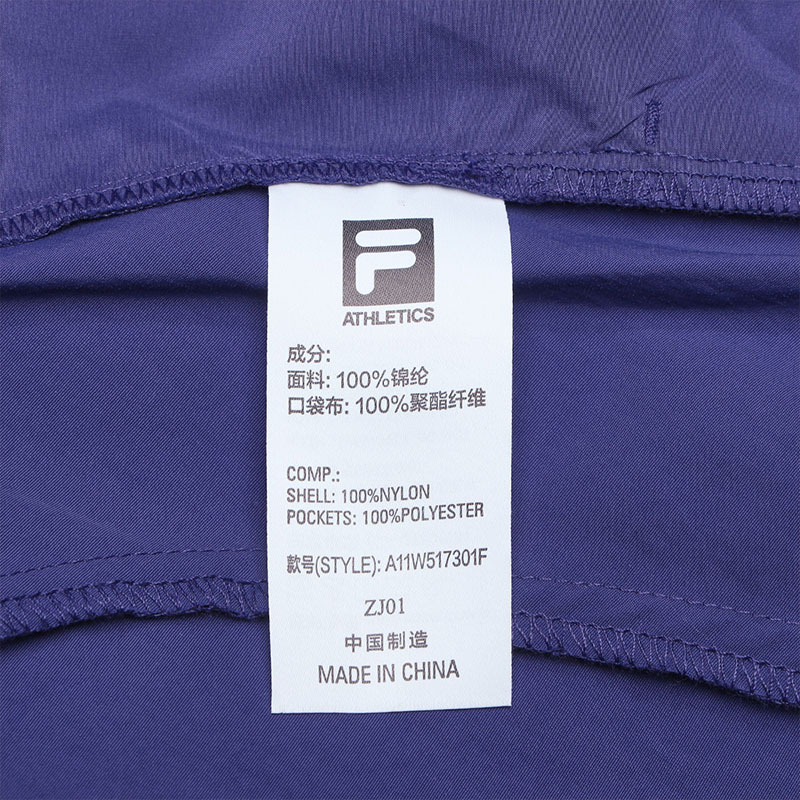 F
ATHLETICS
成分:
面料: 100%锦纶
口袋布: 100%聚酯纤维
COMP.:
SHELL: 100%NYLON
POCKETS: 100%POLYESTER
款号(STYLE): A11W517301F
ZJ01
中国制造
MADE IN CHINA